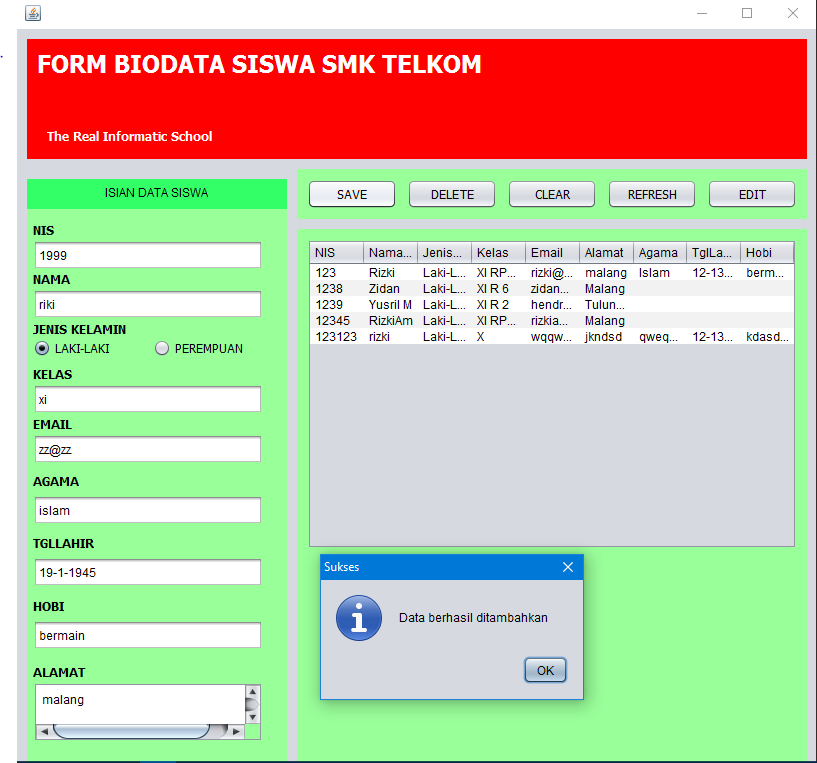 FORM BIODATA SISWA SMK TELKOM
The Real Informatic School
ISIAN DATA SISWA
NIS
1999
NAMA
riki
JENIS KELAMIN
LAKI-LAKI PEREMPUAN
KELAS
xi
EMAIL
zz@zz
AGAMA
islam
TGLLAHIR
19-1-1945
HOBI
bermain
ALAMAT
malang
SAVE DELETE CLEAR REFRESH EDIT
NIS Nama... Jenis... Kelas Email Alamat Agama TglLa... Hobi
123 Rizki Laki-L... XI RP... rizki@... malang Islam 12-13... berm...
1238 Zidan Laki-L... XI R 6 zidan... Malang
1239 Yusril M Laki-L... XI R 2 hendr... Tulun...
12345 RizkiAm Laki-L... XI RP... rizkia... Malang
123123 rizki Laki-L... X wqqw... jkndsd qweq... 12-13... kdasd...
Sukses
Data berhasil ditambahkan
OK